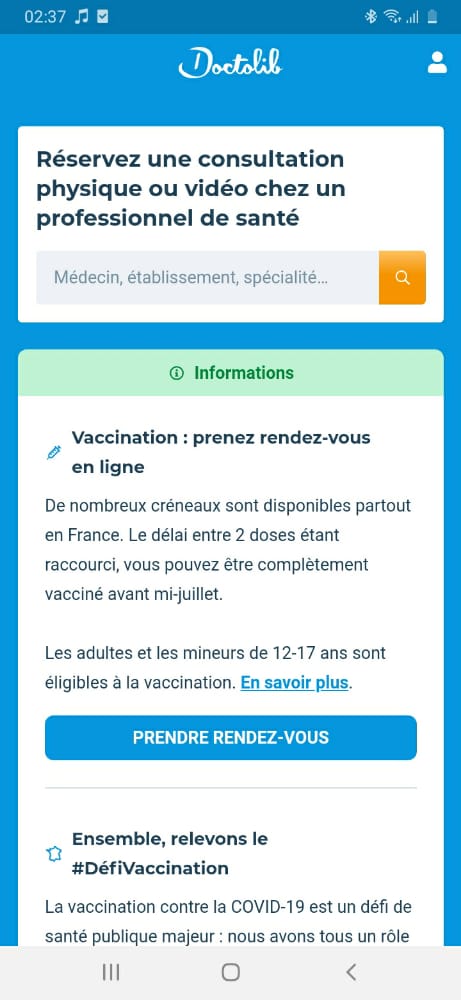 02:37
Doctolib
Réservez une consultation
physique ou vidéo chez un
professionnel de santé
Médecin, établissement, spécialité...
Informations
Vaccination : prenez rendez-vous
en ligne
De nombreux créneaux sont disponibles partout
en France. Le délai entre 2 doses étant
raccourci, vous pouvez être complètement
vacciné avant mi-juillet.
Les adultes et les mineurs de 12-17 ans sont
éligibles à la vaccination. En savoir plus.
PRENDRE RENDEZ-VOUS
Ensemble, relevons le
#DéfiVaccination
La vaccination contre la COVID-19 est un défi de
santé publique majeur : nous avons tous un rôle